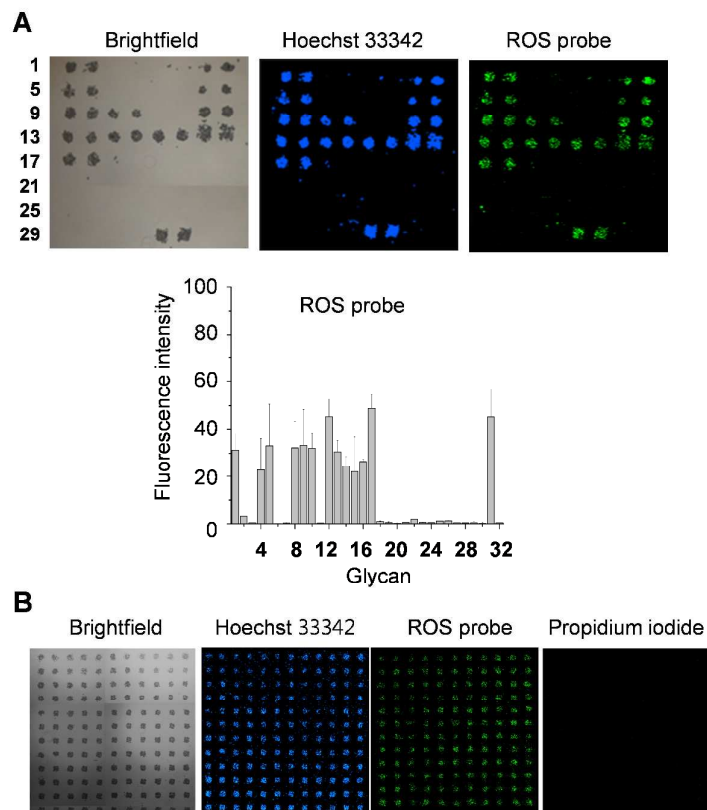 A
Brightfield Hoechst 33342 ROS probe
1
5
9
13
17
21
25
29
ROS probe
Fluorescence intensity
100
80
60
40
20
0
4 8 12 16 20 24 28 32
Glycan
B
Brightfield Hoechst 33342 ROS probe Propidium iodide